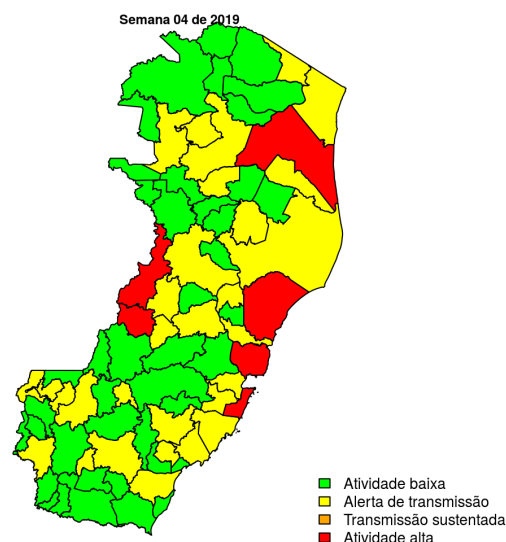 Semana 04 de 2019
Atividade baixa
Alerta de transmissão
Transmissão sustentada
Atividade alta